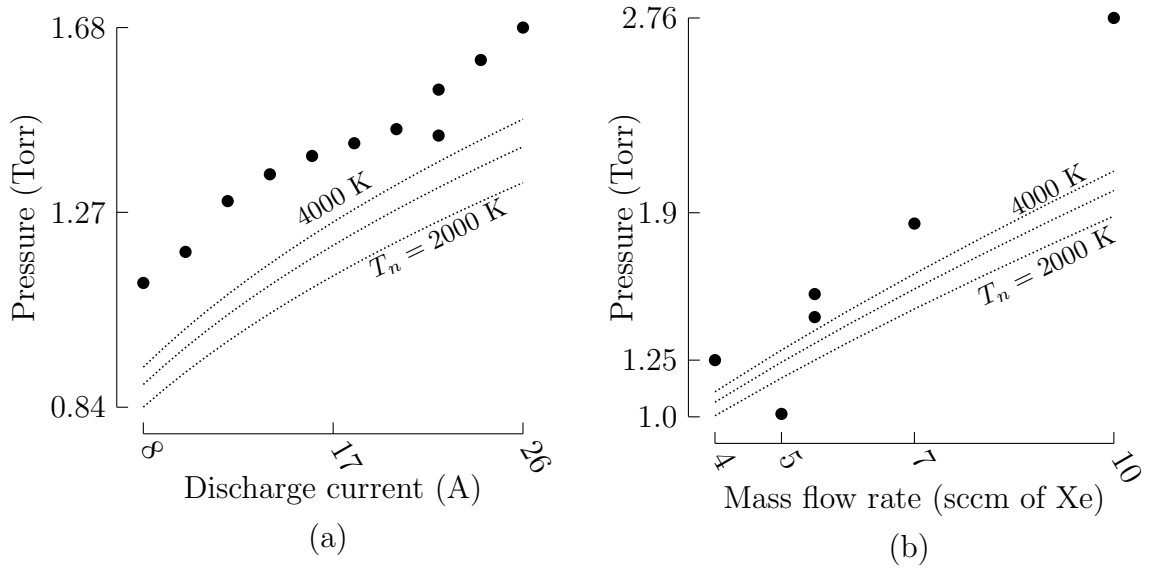 1.68
1.27
0.84
Pressure (Torr)
4000 K
T_n = 2000 K
8
17
26
Discharge current (A)
(a)
2.76
1.9
1.25
1.0
Pressure (Torr)
4000 K
T_n = 2000 K
4
5
7
10
Mass flow rate (sccm of Xe)
(b)